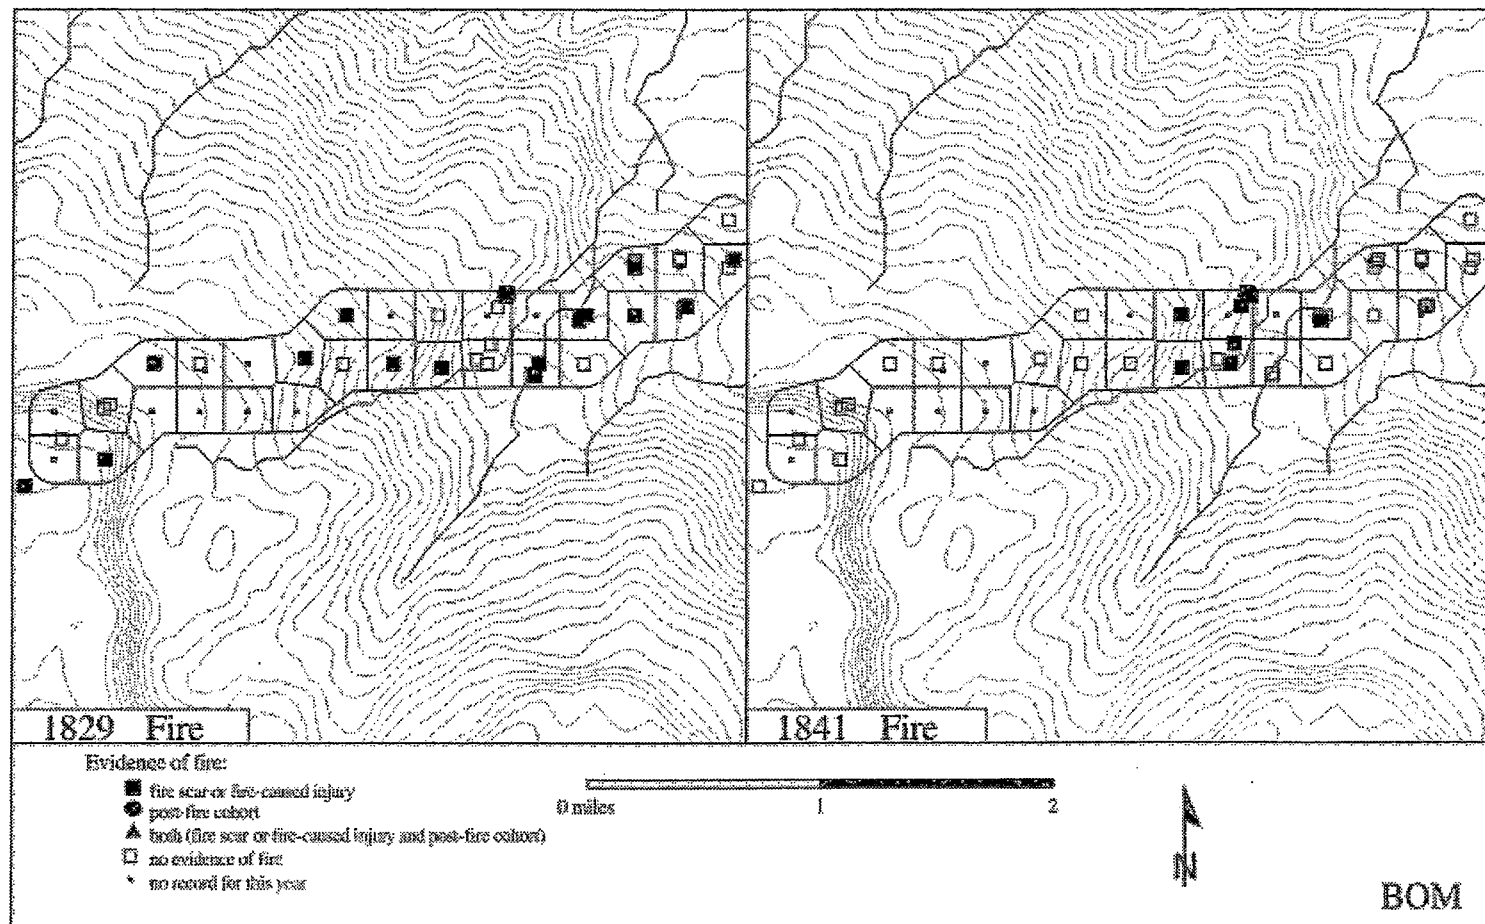 1829 Fire
1841 Fire
Evidence of fire:
fire scar or fire-caused injury
post-fire cohort
both (fire scar or fire-caused injury and post-fire cohort)
no evidence of fire
no record for this year
0 miles 1 2
N
BOM